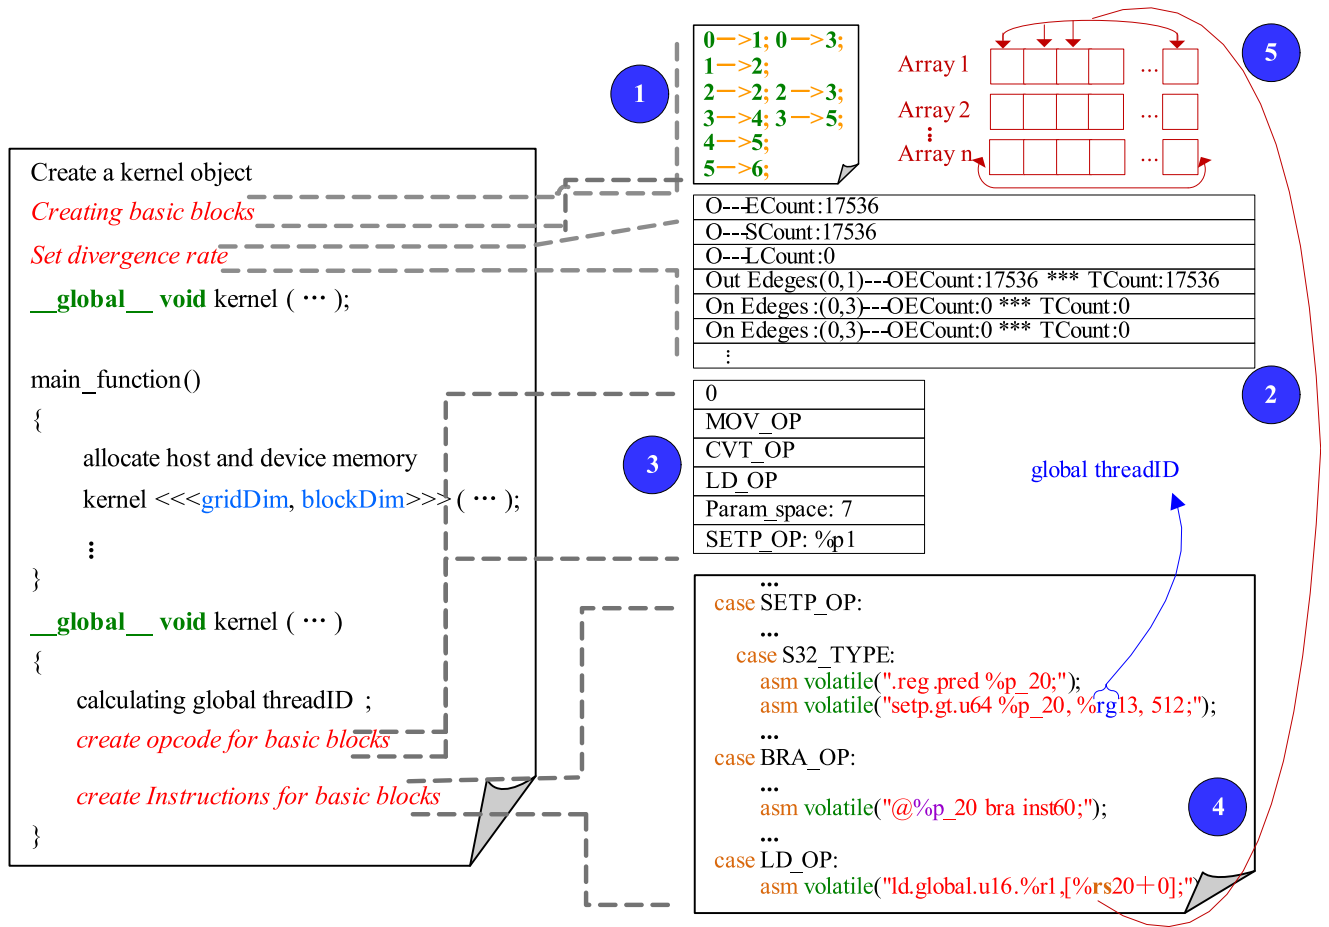 Create a kernel object
Creating basic blocks
Set divergence rate
__global__ void kernel ( ··· );
main_function()
{
allocate host and device memory
kernel <<<gridDim, blockDim>>> ( ··· );
⋮
}
__global__ void kernel ( ··· )
{
calculating global threadID ;
create opcode for basic blocks
create Instructions for basic blocks
}
1
0—>1; 0—>3;
1—>2;
2—>2; 2—>3;
3—>4; 3—>5;
4—>5;
5—>6;
Array 1 ...
Array 2 ...
⋮
Array n ...
5
O---ECount:17536
O---SCount:17536
O---LCount:0
Out Edeges:(0,1)---OECount:17536 *** TCount:17536
On Edeges :(0,3)---OECount:0 *** TCount:0
On Edeges :(0,3)---OECount:0 *** TCount:0
⋮
2
3
0
MOV_OP
CVT_OP
LD_OP
Param_space: 7
SETP_OP: %p1
global threadID
...
case SETP_OP:
...
case S32_TYPE:
asm volatile(".reg .pred %p_20;");
asm volatile("setp.gt.u64 %p_20, %rg13, 512;");
...
case BRA_OP:
...
asm volatile("@%p_20 bra inst60;");
...
case LD_OP:
asm volatile("ld.global.u16.%r1,[%rs20+0];")
4